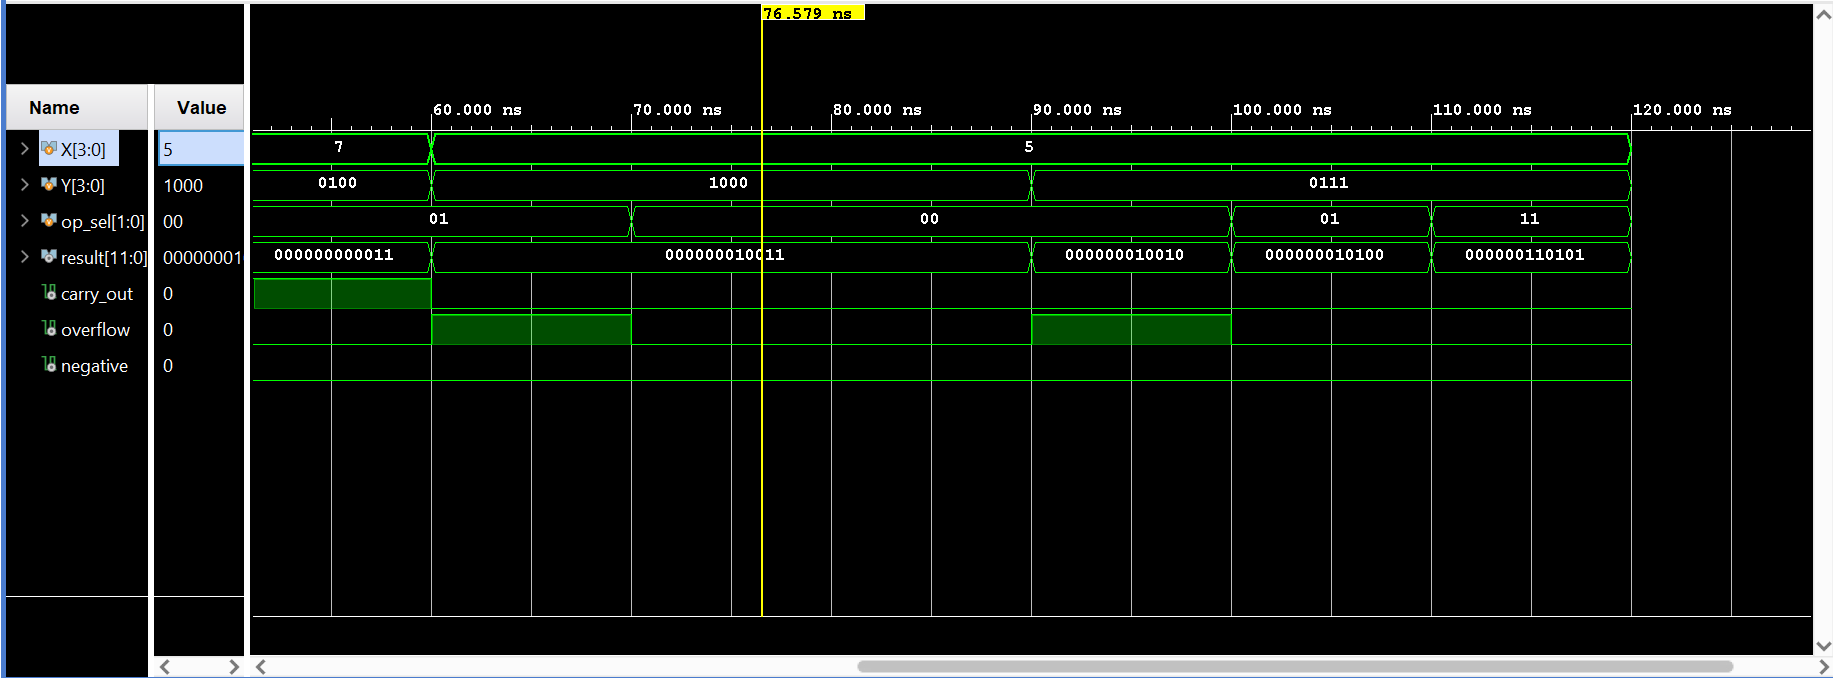 76.579 ns
Name Value
60.000 ns 70.000 ns 80.000 ns 90.000 ns 100.000 ns 110.000 ns 120.000 ns
X[3:0] 5 7 5
Y[3:0] 1000 0100 1000 0111
op_sel[1:0] 00 01 00 01 11
result[11:0] 000000010 000000000011 000000010011 000000010010 000000010100 000000110101
carry_out 0
overflow 0
negative 0